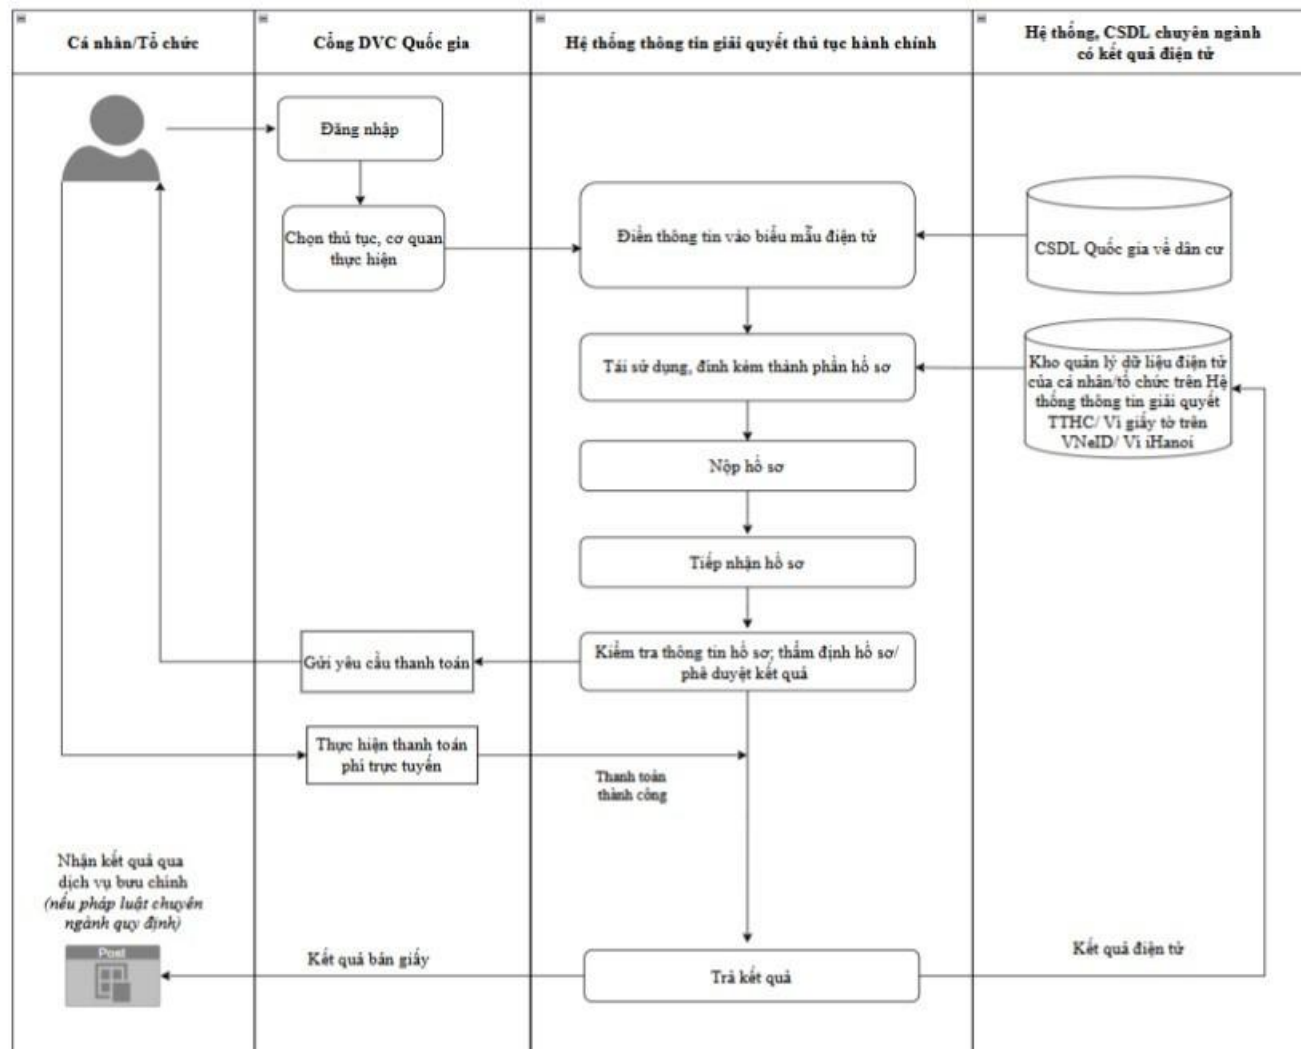 Cá nhân/Tổ chức
Cổng DVC Quốc gia
Hệ thống thông tin giải quyết thủ tục hành chính
Hệ thống, CSDL chuyên ngành
có kết quả điện tử
Đăng nhập
Chọn thủ tục, cơ quan
thực hiện
Điền thông tin vào biểu mẫu điện tử
CSDL Quốc gia về dân cư
Tái sử dụng, đính kèm thành phần hồ sơ
Kho quản lý dữ liệu điện tử
của cá nhân/tổ chức trên Hệ
thống thông tin giải quyết
TTHC/ Ví giấy tờ trên
VNeID/ Ví iHanoi
Nộp hồ sơ
Tiếp nhận hồ sơ
Kiểm tra thông tin hồ sơ; thẩm định hồ sơ/
phê duyệt kết quả
Gửi yêu cầu thanh toán
Thực hiện thanh toán
phí trực tuyến
Thanh toán
thành công
Nhận kết quả qua
dịch vụ bưu chính
(nếu pháp luật chuyên
ngành quy định)
Post
Kết quả bản giấy
Trả kết quả
Kết quả điện tử